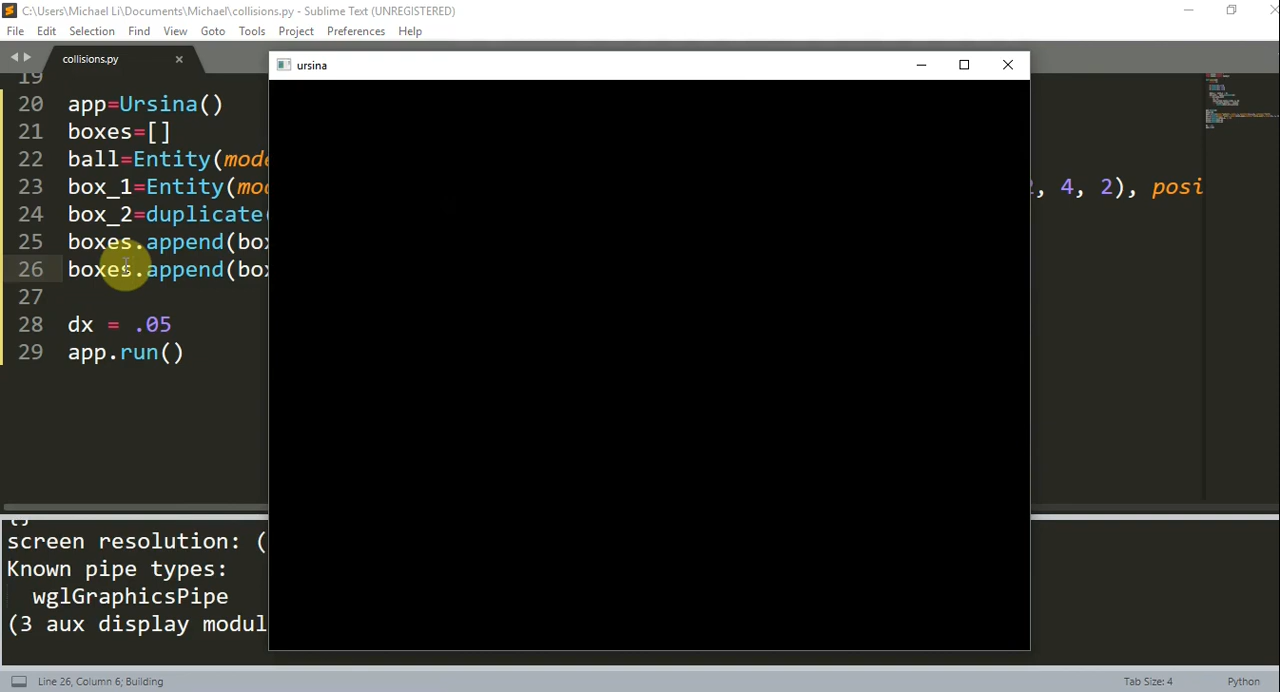 C:\Users\Michael Li\Documents\Michael\collisions.py - Sublime Text (UNREGISTERED)
File Edit Selection Find View Goto Tools Project Preferences Help
collisions.py
ursina
19
20 app=Ursina()
21 boxes=[]
22 ball=Entity(mode
23 box_1=Entity(mo , 4, 2), posi
24 box_2=duplicate(
25 boxes.append(box
26 boxes.append(box
27
28 dx = .05
29 app.run()
screen resolution: (
Known pipe types:
wglGraphicsPipe
(3 aux display modul
Line 26, Column 6; Building Tab Size: 4 Python